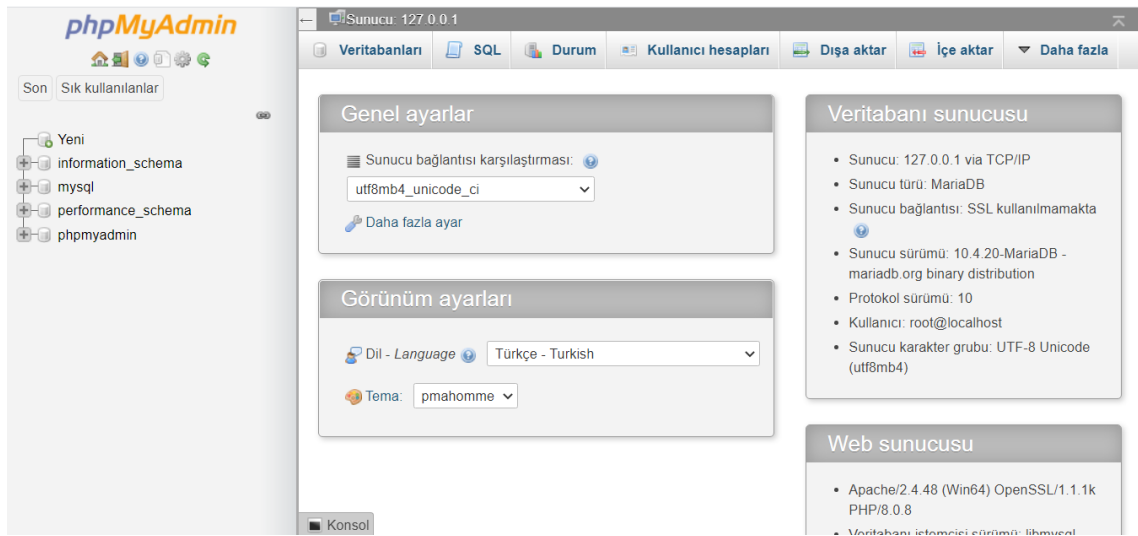 phpMyAdmin
Son Sık kullanılanlar
Yeni
information_schema
mysql
performance_schema
phpmyadmin
Sunucu: 127.0.0.1
Veritabanları SQL Durum Kullanıcı hesapları Dışa aktar İçe aktar Daha fazla
Genel ayarlar
Sunucu bağlantısı karşılaştırması:
utf8mb4_unicode_ci
Daha fazla ayar
Görünüm ayarları
Dil - Language Türkçe - Turkish
Tema: pmahomme
Konsol
Veritabanı sunucusu
Sunucu: 127.0.0.1 via TCP/IP
Sunucu türü: MariaDB
Sunucu bağlantısı: SSL kullanılmamakta
Sunucu sürümü: 10.4.20-MariaDB -
mariadb.org binary distribution
Protokol sürümü: 10
Kullanıcı: root@localhost
Sunucu karakter grubu: UTF-8 Unicode
(utf8mb4)
Web sunucusu
Apache/2.4.48 (Win64) OpenSSL/1.1.1k
PHP/8.0.8
Veritabanı istemcisi sürümü: libmysql